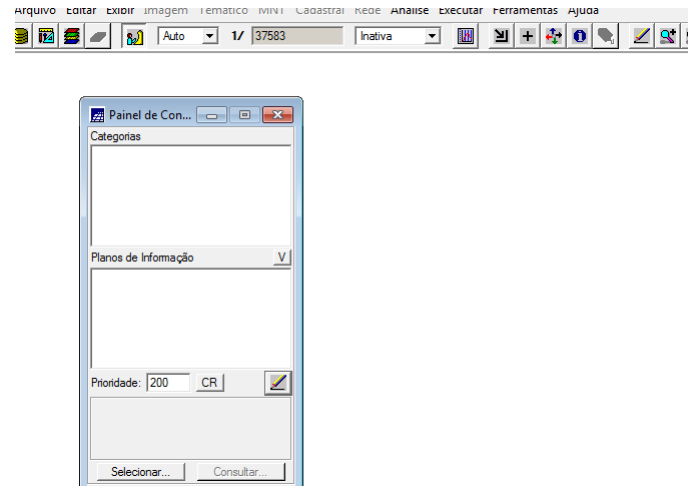 Arquivo Editar Exibir Imagem Temático MNT Cadastral Rede Análise Executar Ferramentas Ajuda
Auto 1/ 37583 Inativa
Painel de Con...
Categorias
Planos de Informação V
Prioridade: 200 CR
Selecionar... Consultar...